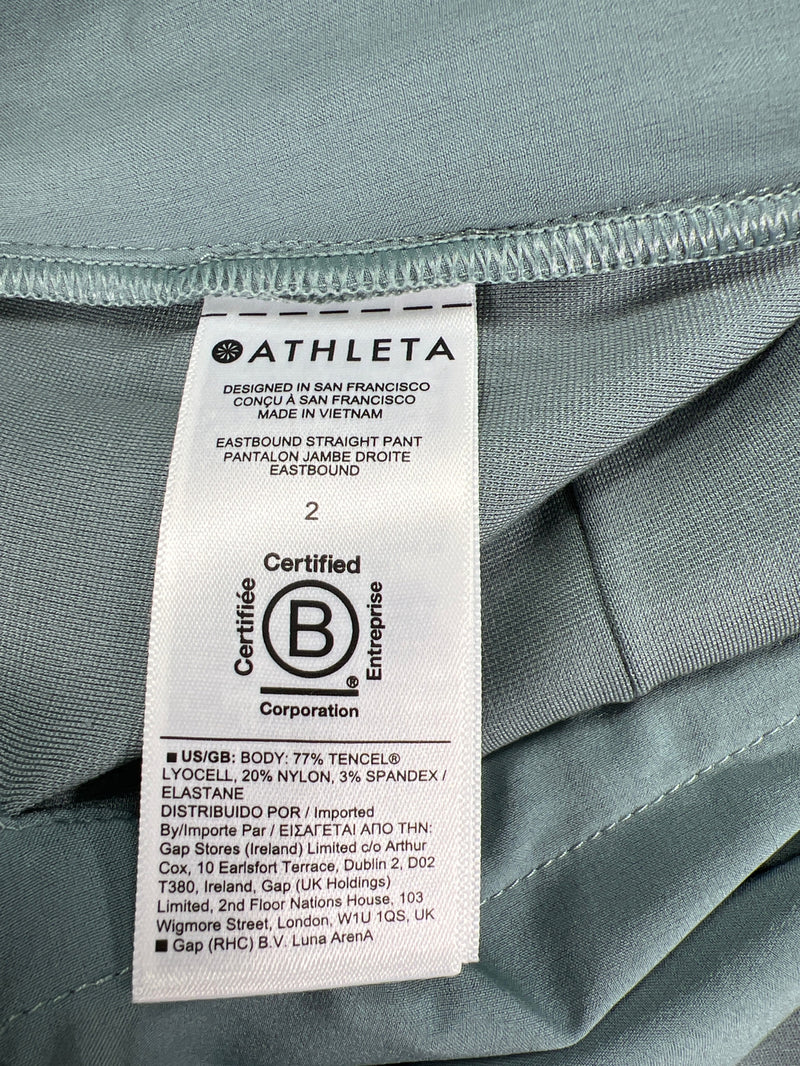 ATHLETA
DESIGNED IN SAN FRANCISCO
CONÇU À SAN FRANCISCO
MADE IN VIETNAM
EASTBOUND STRAIGHT PANT
PANTALON JAMBE DROITE
EASTBOUND
2
Certified
Certifiée
B
Entreprise
®
Corporation
■ US/GB: BODY: 77% TENCEL®
LYOCELL, 20% NYLON, 3% SPANDEX /
ELASTANE
DISTRIBUIDO POR / Imported
By/Importe Par / ΕΙΣΑΓΕΤΑΙ ΑΠΟ ΤΗΝ:
Gap Stores (Ireland) Limited c/o Arthur
Cox, 10 Earlsfort Terrace, Dublin 2, D02
T380, Ireland, Gap (UK Holdings)
Limited, 2nd Floor Nations House, 103
Wigmore Street, London, W1U 1QS, UK
■ Gap (RHC) B.V. Luna ArenA